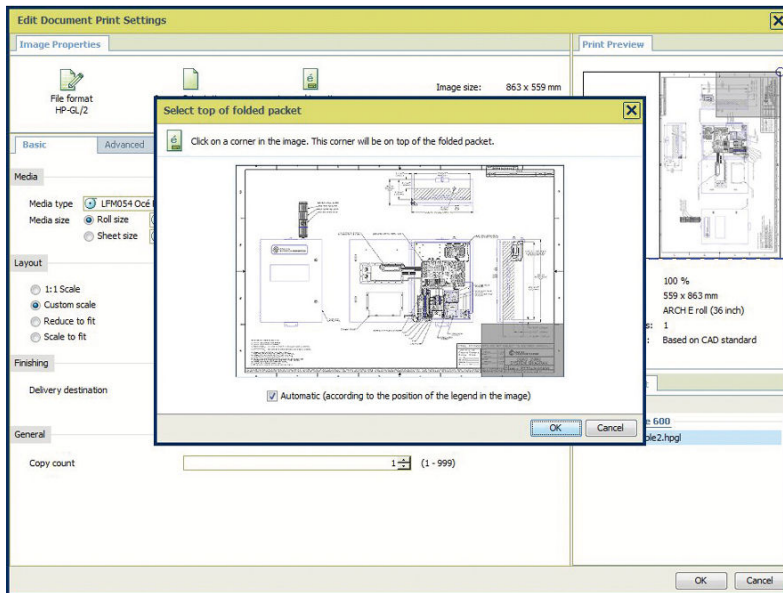 Edit Document Print Settings
Image Properties
Print Preview
File format
HP-GL/2
Image size: 863 x 559 mm
Select top of folded packet
Click on a corner in the image. This corner will be on top of the folded packet.
Basic
Advanced
Media
Media type LFM054 Océ
Media size Roll size
Sheet size
Layout
1:1 Scale
Custom scale
Reduce to fit
Scale to fit
100 %
559 x 863 mm
ARCH E roll (36 inch)
1
Based on CAD standard
Finishing
Delivery destination
Automatic (according to the position of the legend in the image)
OK
Cancel
General
e 600
ple2.hpgl
Copy count
1 (1 - 999)
OK
Cancel